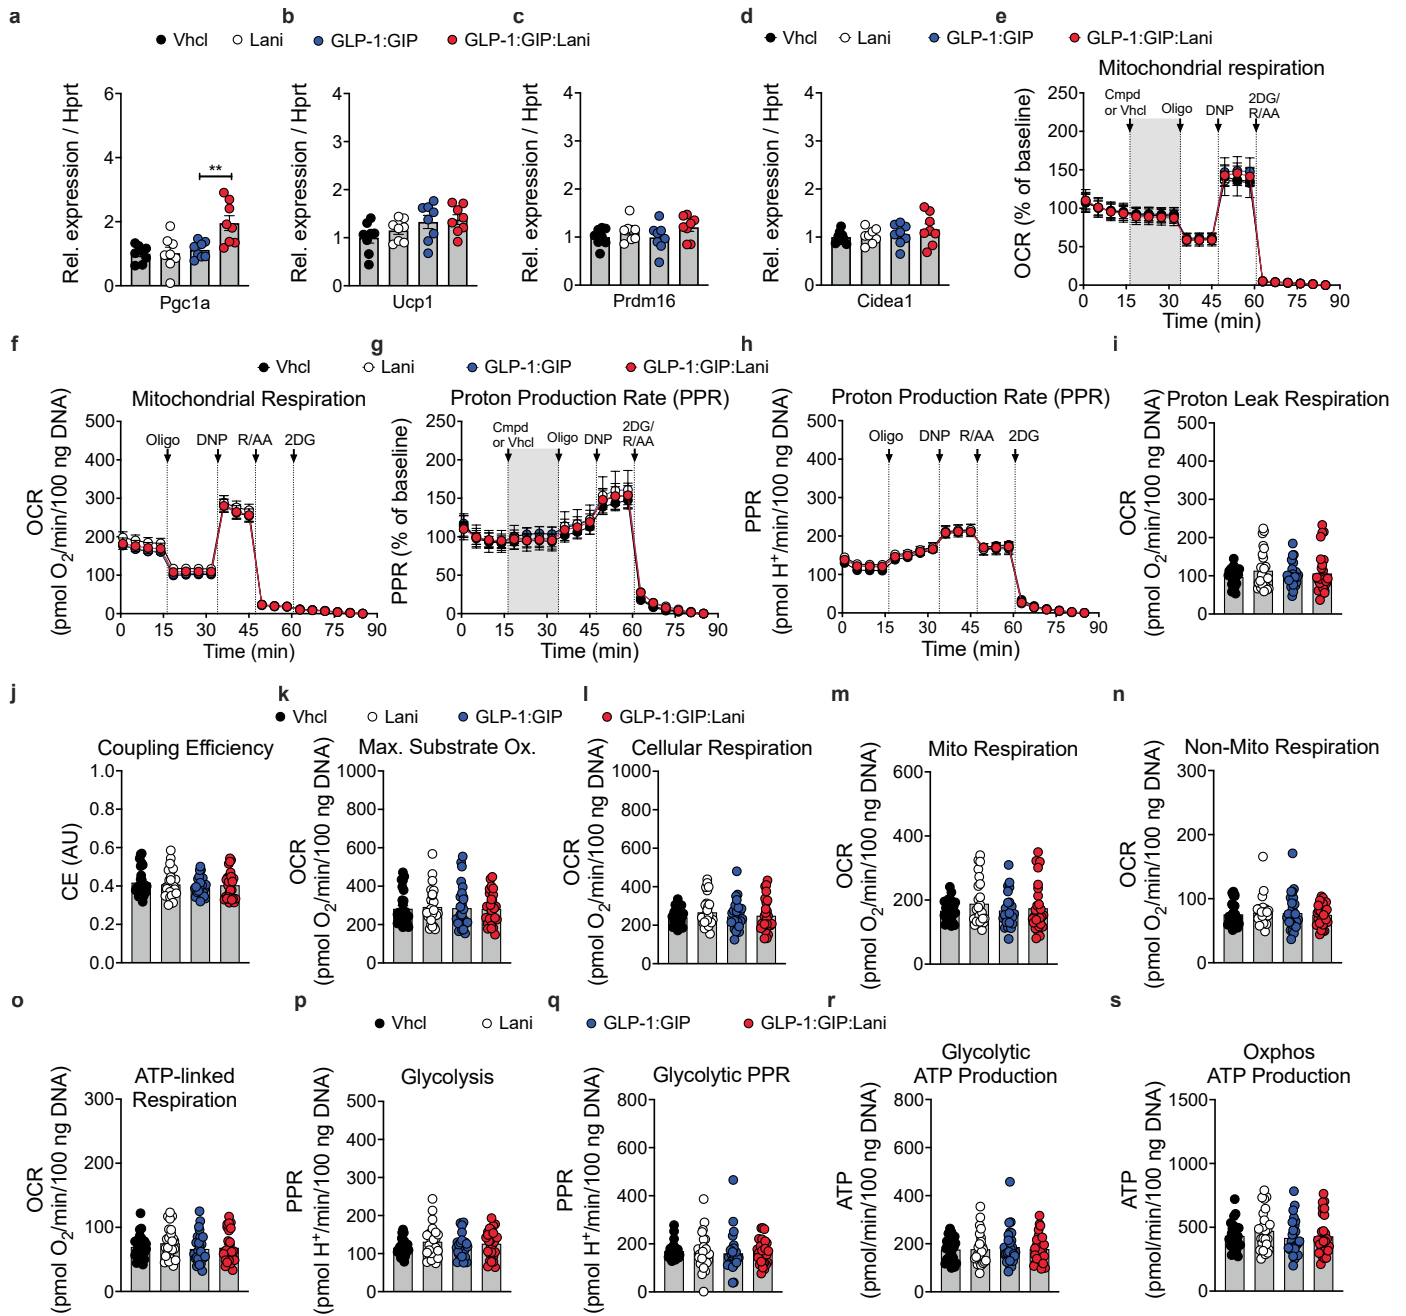 a b c d e
Vhcl Lani GLP-1:GIP GLP-1:GIP:Lani
Vhcl Lani GLP-1:GIP GLP-1:GIP:Lani
Rel. expression / Hprt
6
4
2
0
**
Pgc1a
Rel. expression / Hprt
4
3
2
1
0
Ucp1
Rel. expression / Hprt
4
3
2
1
0
Prdm16
Rel. expression / Hprt
4
3
2
1
0
Cidea1
Mitochondrial respiration
OCR (% of baseline)
250
200
150
100
50
0
Cmpd
or Vhcl
Oligo
DNP
2DG/
R/AA
0 15 30 45 60 75 90
Time (min)
f g h i
Vhcl Lani GLP-1:GIP GLP-1:GIP:Lani
Mitochondrial Respiration
OCR
(pmol O2/min/100 ng DNA)
500
400
300
200
100
0
Oligo DNP R/AA 2DG
0 15 30 45 60 75 90
Time (min)
Proton Production Rate (PPR)
PPR (% of baseline)
250
200
150
100
50
0
Cmpd
or Vhcl
Oligo
DNP
2DG/
R/AA
0 15 30 45 60 75 90
Time (min)
Proton Production Rate (PPR)
PPR
(pmol H+/min/100 ng DNA)
500
400
300
200
100
0
Oligo DNP R/AA 2DG
0 15 30 45 60 75 90
Time (min)
Proton Leak Respiration
OCR
(pmol O2/min/100 ng DNA)
500
400
300
200
100
0
j k l m n
Vhcl Lani GLP-1:GIP GLP-1:GIP:Lani
Coupling Efficiency
CE (AU)
1.0
0.8
0.6
0.4
0.2
0.0
Max. Substrate Ox.
OCR
(pmol O2/min/100 ng DNA)
1000
800
600
400
200
0
Cellular Respiration
OCR
(pmol O2/min/100 ng DNA)
1000
800
600
400
200
0
Mito Respiration
OCR
(pmol O2/min/100 ng DNA)
600
400
200
0
Non-Mito Respiration
OCR
(pmol O2/min/100 ng DNA)
300
200
100
0
o p q r s
Vhcl Lani GLP-1:GIP GLP-1:GIP:Lani
ATP-linked
Respiration
OCR
(pmol O2/min/100 ng DNA)
300
200
100
0
Glycolysis
PPR
(pmol H+/min/100 ng DNA)
500
400
300
200
100
0
Glycolytic PPR
PPR
(pmol H+/min/100 ng DNA)
800
600
400
200
0
Glycolytic
ATP Production
ATP
(pmol/min/100 ng DNA)
800
600
400
200
0
Oxphos
ATP Production
ATP
(pmol/min/100 ng DNA)
1500
1000
500
0